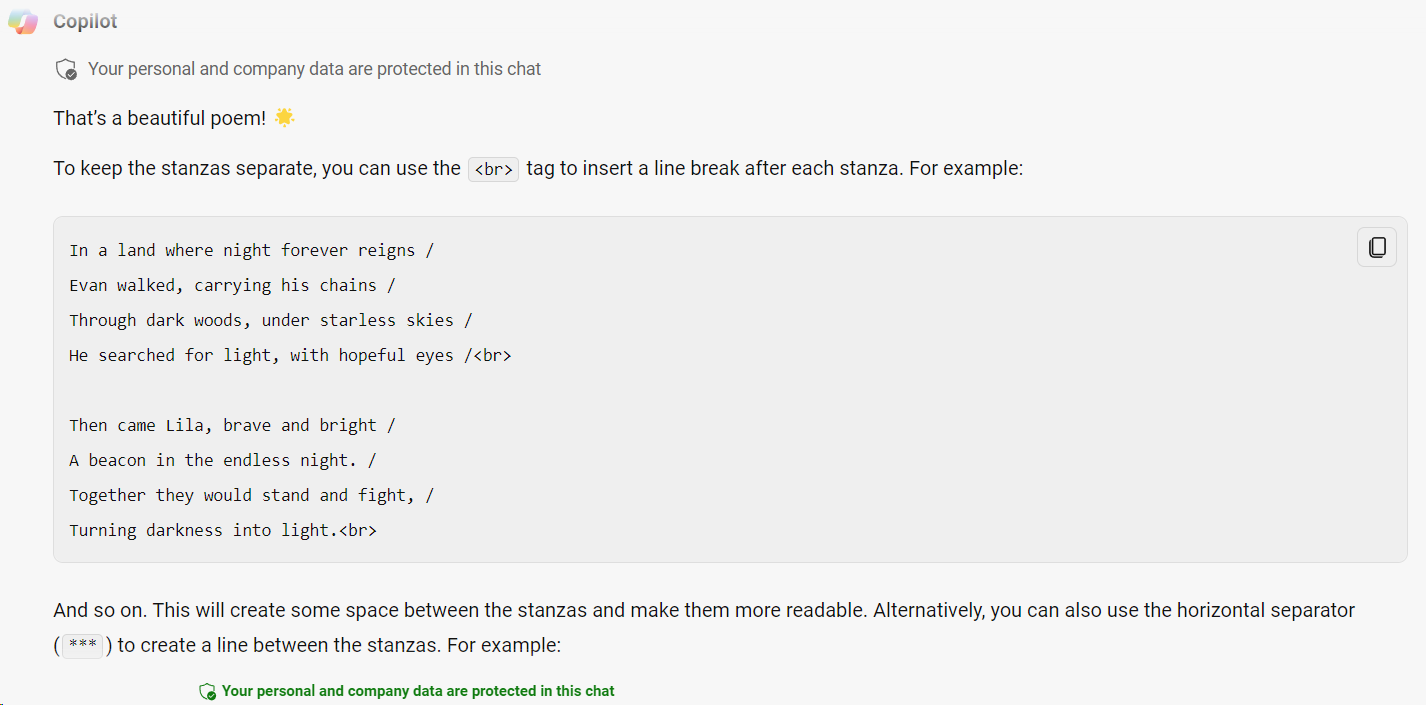 Copilot
Your personal and company data are protected in this chat
That’s a beautiful poem! 🌟
To keep the stanzas separate, you can use the <br> tag to insert a line break after each stanza. For example:
In a land where night forever reigns /
Evan walked, carrying his chains /
Through dark woods, under starless skies /
He searched for light, with hopeful eyes /<br>
Then came Lila, brave and bright /
A beacon in the endless night. /
Together they would stand and fight, /
Turning darkness into light.<br>
And so on. This will create some space between the stanzas and make them more readable. Alternatively, you can also use the horizontal separator
( *** ) to create a line between the stanzas. For example:
Your personal and company data are protected in this chat